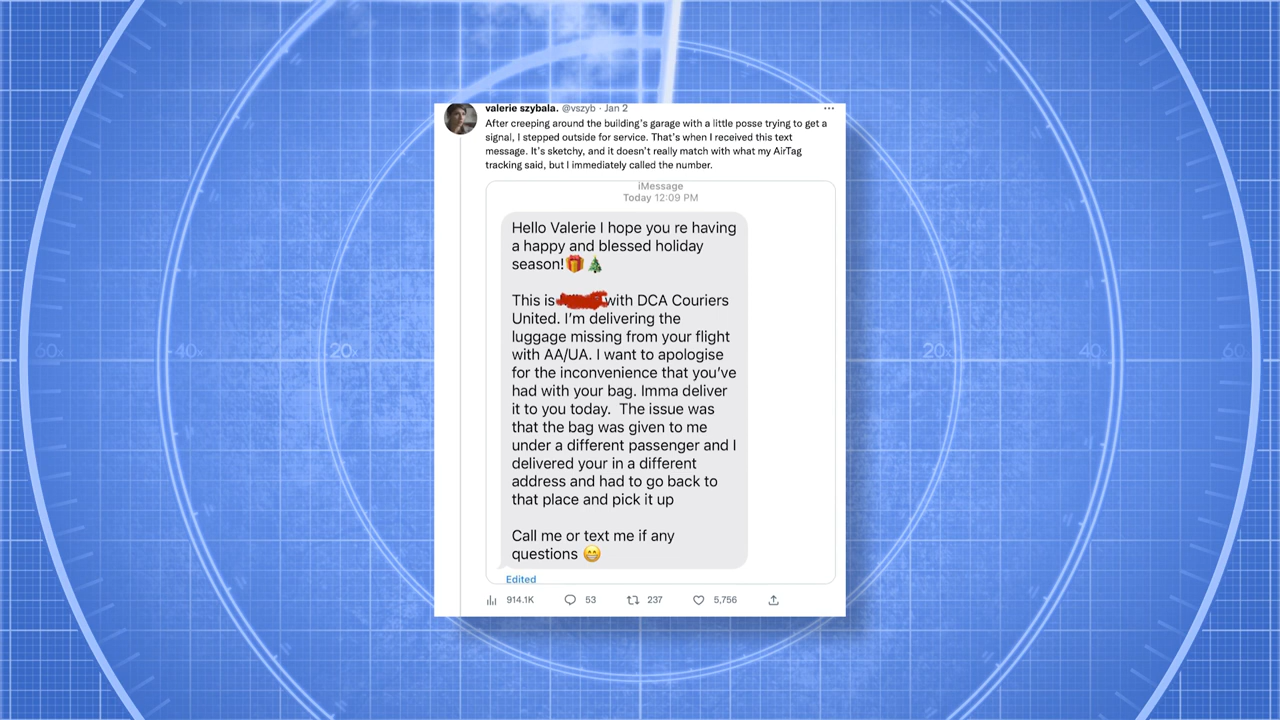 valerie szybala. @vszyb · Jan 2 ...
After creeping around the building's garage with a little posse trying to get a
signal, I stepped outside for service. That's when I received this text
message. It's sketchy, and it doesn't really match with what my AirTag
tracking said, but I immediately called the number.
iMessage
Today 12:09 PM
Hello Valerie I hope you re having
a happy and blessed holiday
season!🎁🎄
This is with DCA Couriers
United. I'm delivering the
luggage missing from your flight
with AA/UA. I want to apologise
for the inconvenience that you've
had with your bag. Imma deliver
it to you today.  The issue was
that the bag was given to me
under a different passenger and I
delivered your in a different
address and had to go back to
that place and pick it up
Call me or text me if any
questions 😁
Edited
914.1K 53 237 5,756
60x 40x 20x 20x 40x 60x